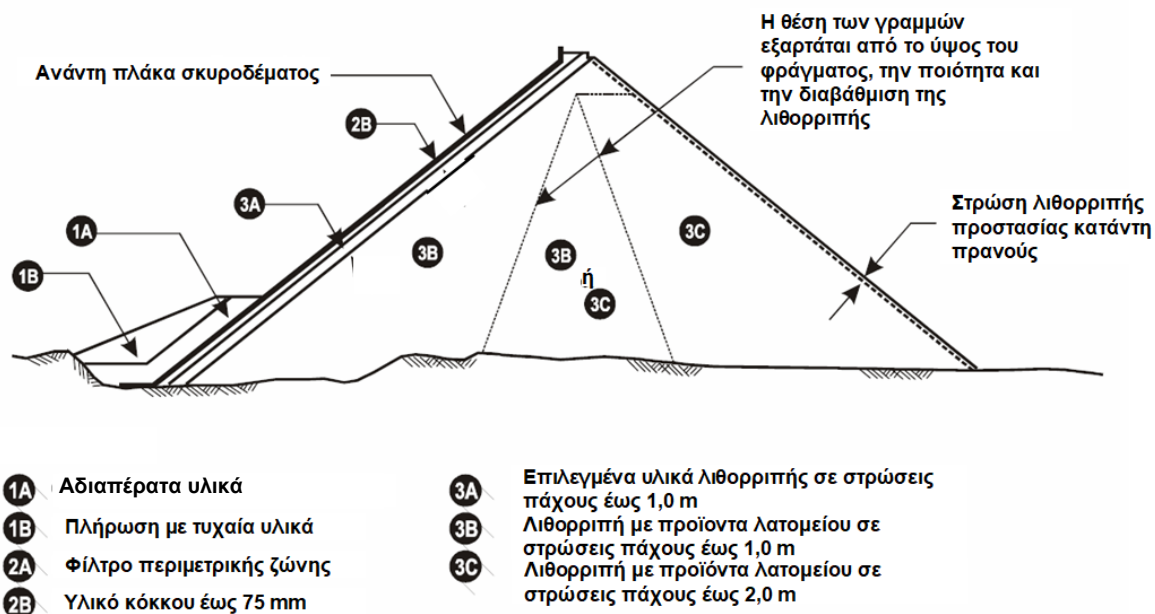 Η θέση των γραμμών
εξαρτάται από το ύψος του
φράγματος, την ποιότητα και
την διαβάθμιση της
λιθορριπής
Ανάντη πλάκα σκυροδέματος
2B
3A
1A
1B
3B
3B
ή
3C
3C
Στρώση λιθορριπής
προστασίας κατάντη
πρανούς
1A Αδιαπέρατα υλικά
1B Πλήρωση με τυχαία υλικά
2A Φίλτρο περιμετρικής ζώνης
2B Υλικό κόκκου έως 75 mm
3A Επιλεγμένα υλικά λιθορριπής σε στρώσεις
πάχους έως 1,0 m
3B Λιθορριπή με προϊοντα λατομείου σε
στρώσεις πάχους έως 1,0 m
3C Λιθορριπή με προϊόντα λατομείου σε
στρώσεις πάχους έως 2,0 m